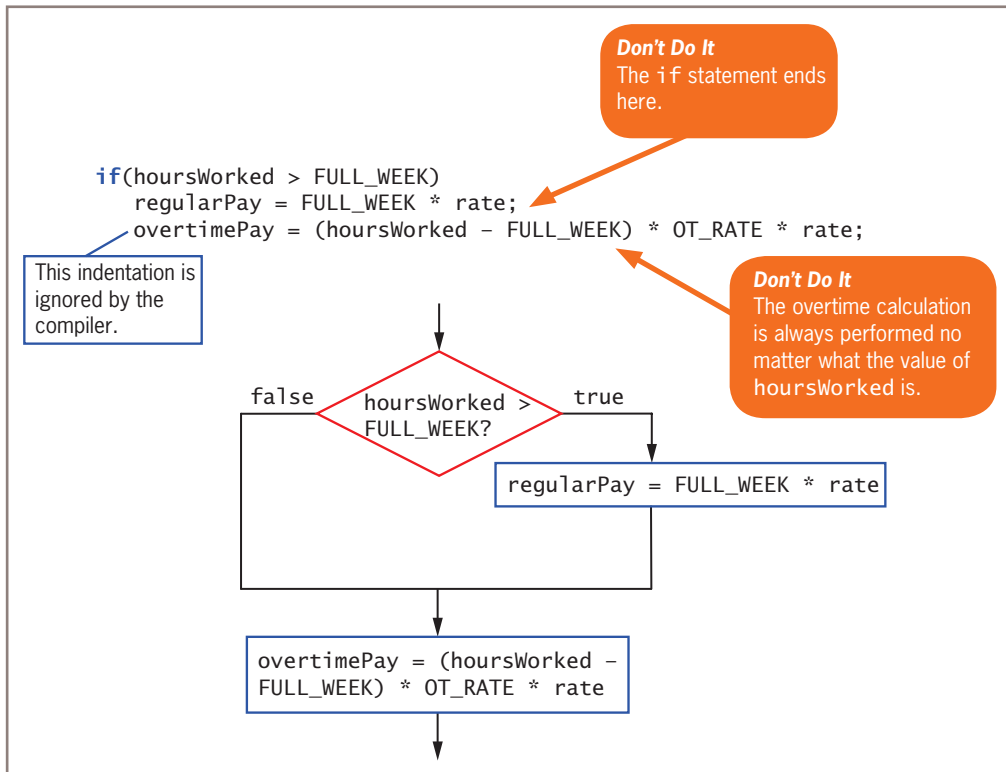 Don't Do It
The if statement ends
here.
if(hoursWorked > FULL_WEEK)
regularPay = FULL_WEEK * rate;
overtimePay = (hoursWorked – FULL_WEEK) * OT_RATE * rate;
This indentation is
ignored by the
compiler.
Don't Do It
The overtime calculation
is always performed no
matter what the value of
hoursWorked is.
false
hoursWorked >
FULL_WEEK?
true
regularPay = FULL_WEEK * rate
overtimePay = (hoursWorked –
FULL_WEEK) * OT_RATE * rate